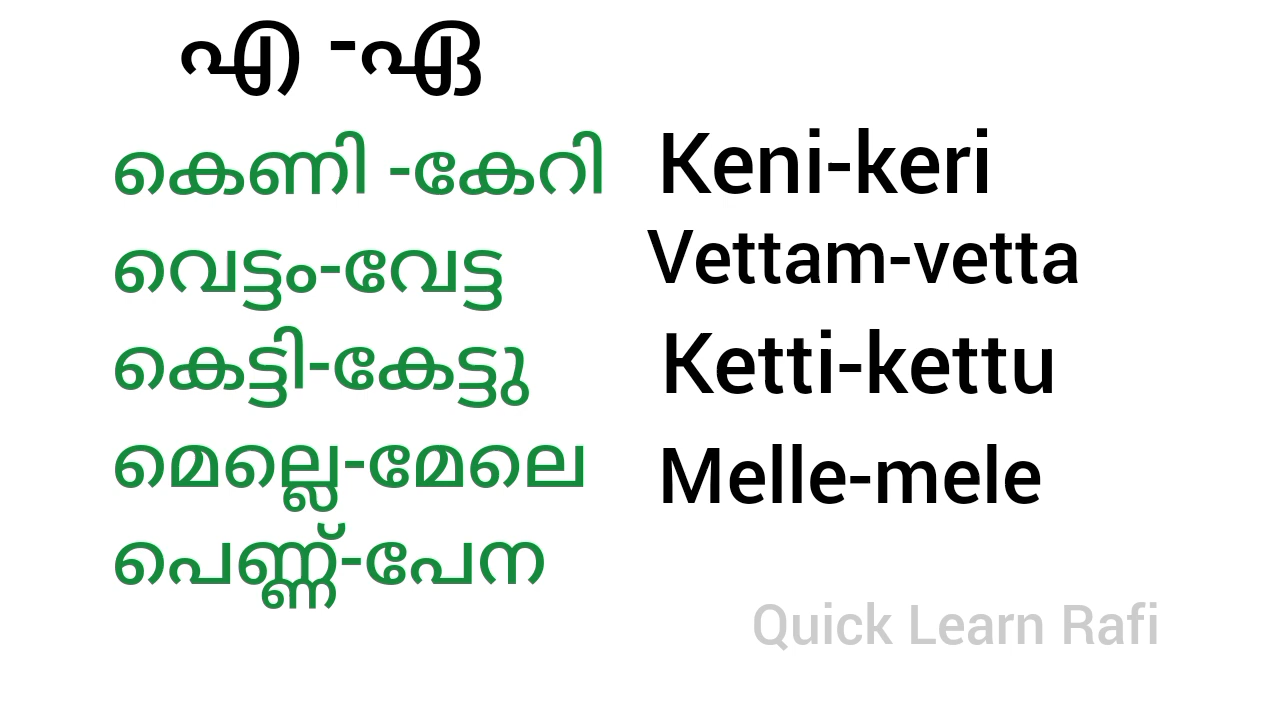 എ -ഏ
കെണി -കേറി Keni-keri
വെട്ടം-വേട്ട Vettam-vetta
കെട്ടി-കേട്ടു Ketti-kettu
മെല്ലെ-മേലെ Melle-mele
പെണ്ണ്-പേന
Quick Learn Rafi